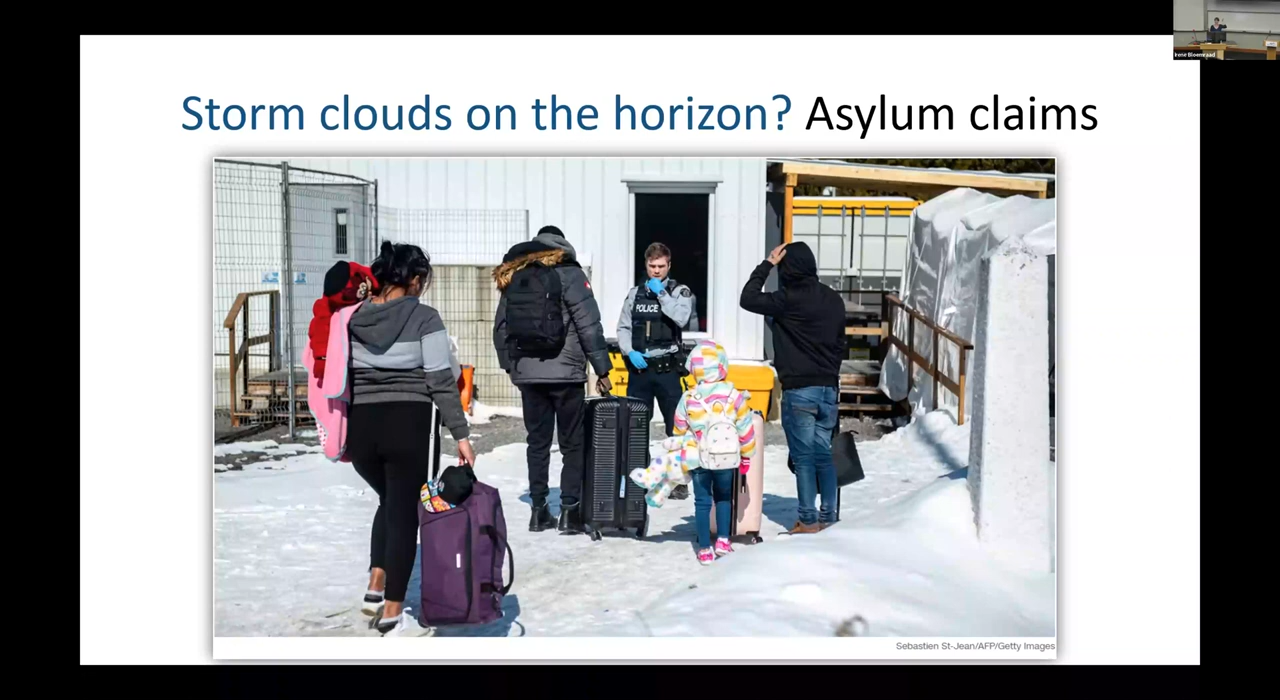 Irene Bloemraad
Storm clouds on the horizon? Asylum claims
POLICE
Sebastien St-Jean/AFP/Getty Images